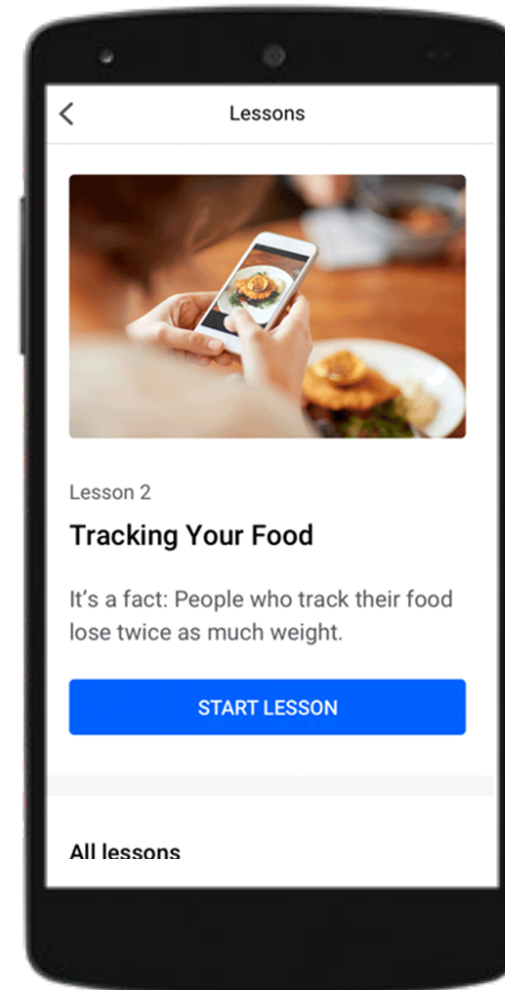 Lessons
Lesson 2
Tracking Your Food
It's a fact: People who track their food
lose twice as much weight.
START LESSON
All lessons